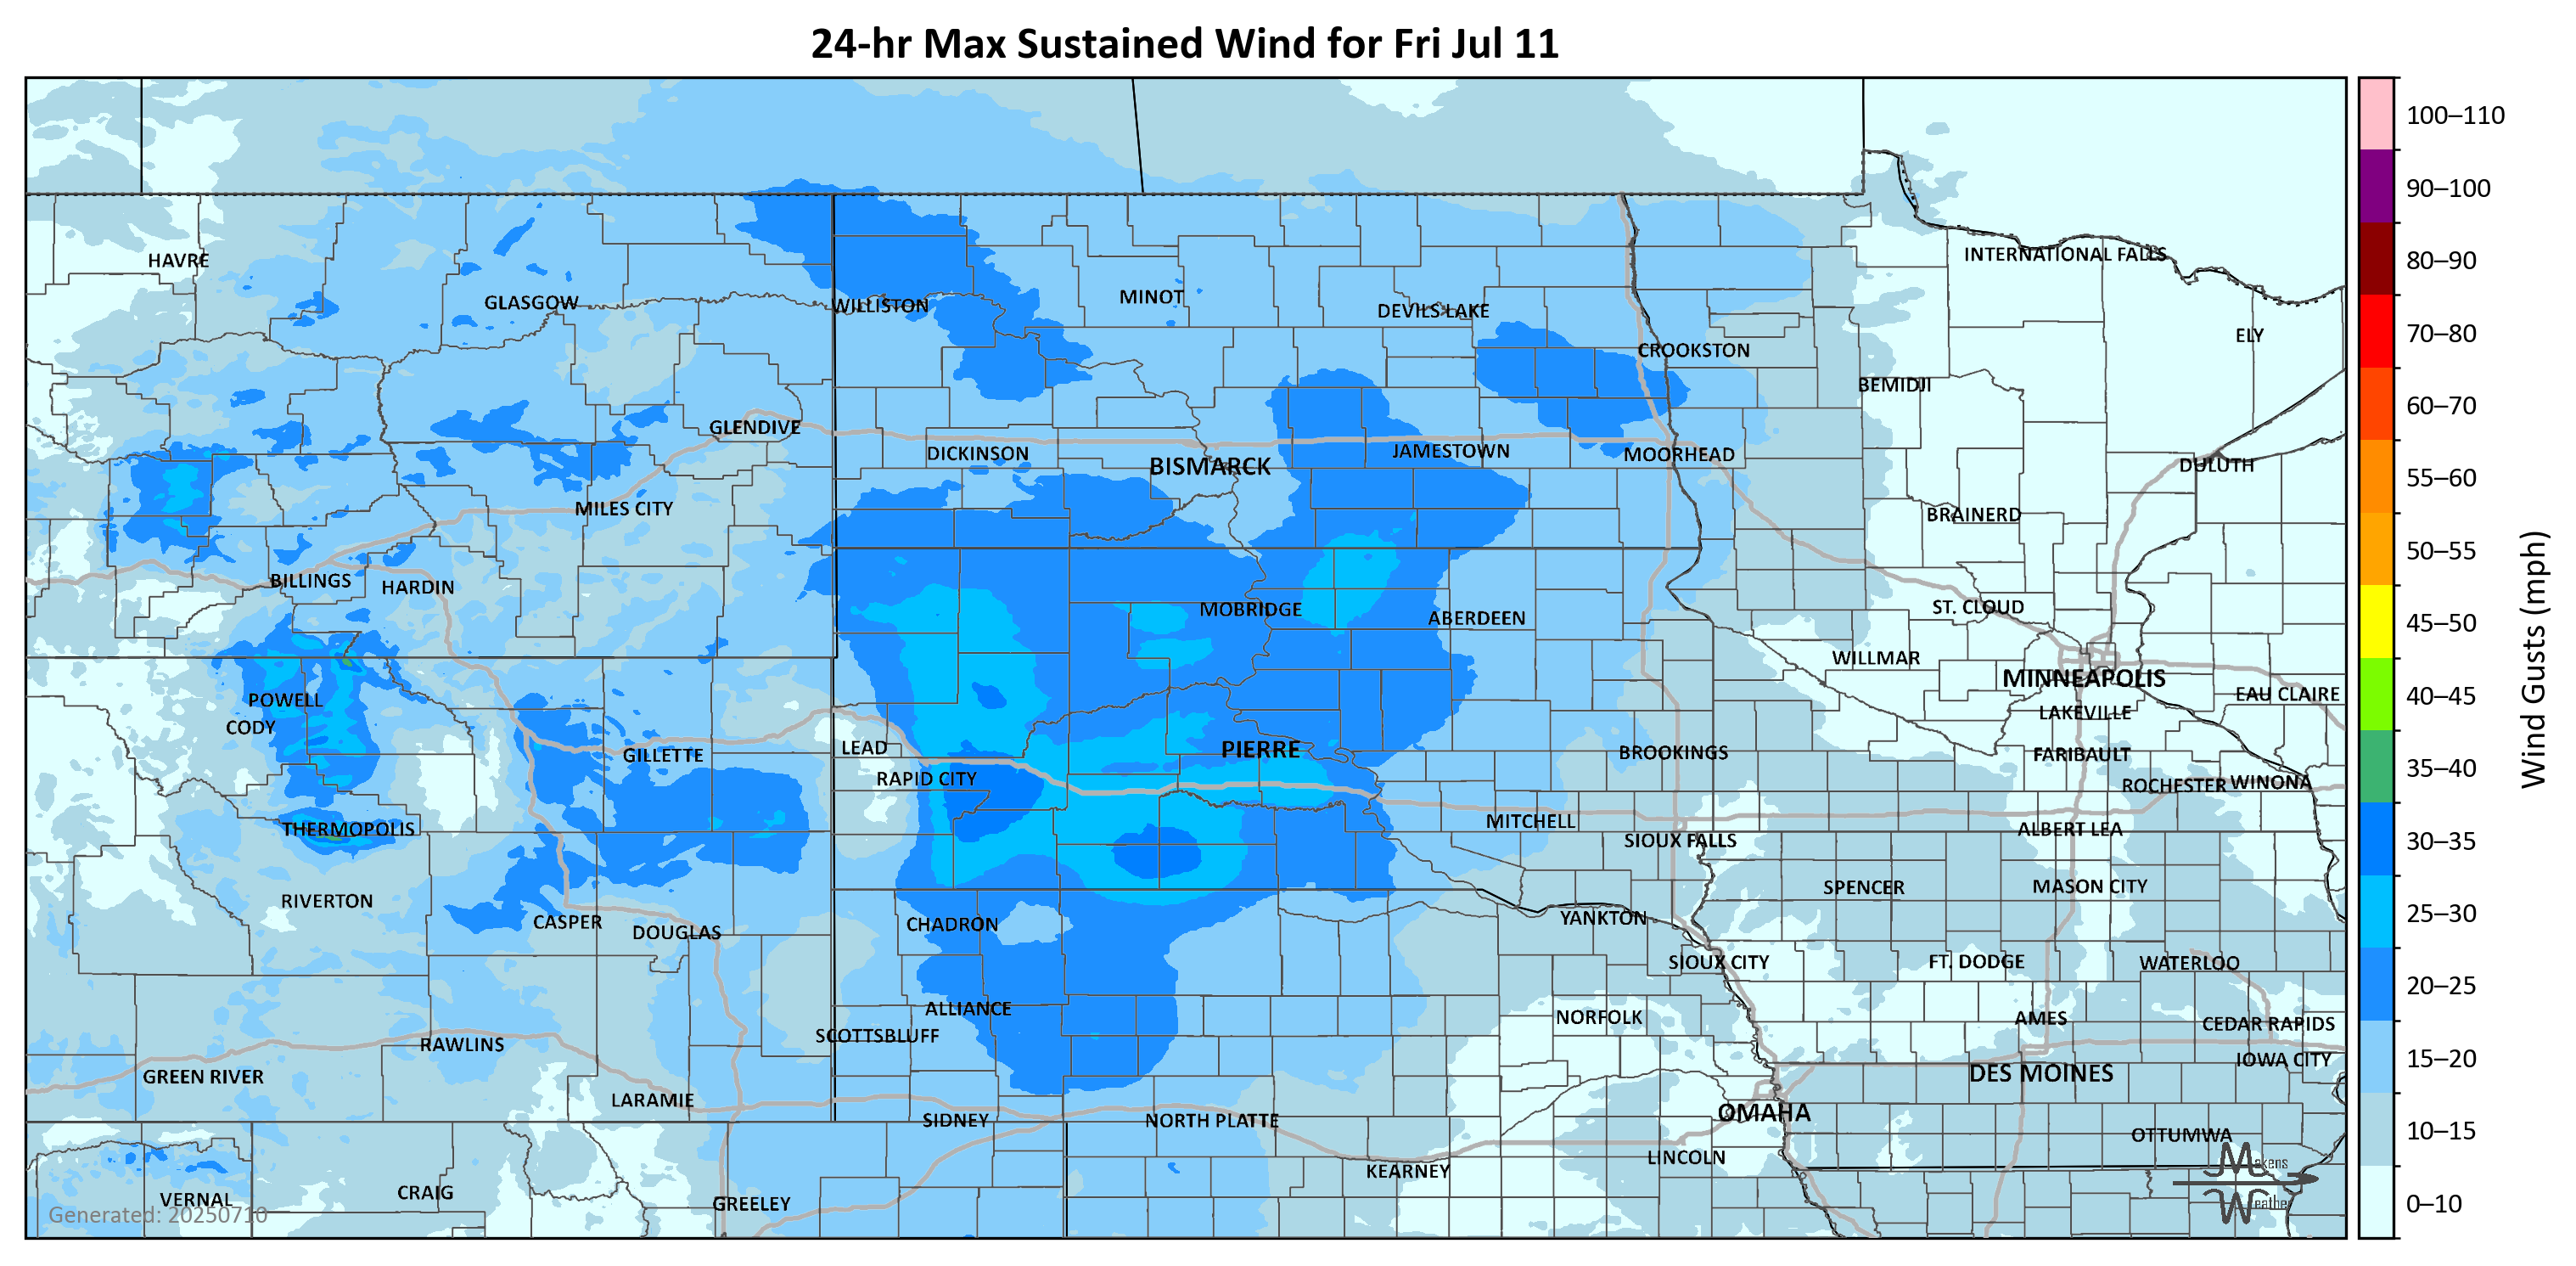 24-hr Max Sustained Wind for Fri Jul 11
100–110
90–100
80–90
70–80
60–70
55–60
50–55
45–50
40–45
35–40
30–35
25–30
20–25
15–20
10–15
0–10
Wind Gusts (mph)
HAVRE
INTERNATIONAL FALLS
GLASGOW
WILLISTON
MINOT
DEVILS LAKE
ELY
CROOKSTON
BEMIDJI
GLENDIVE
DICKINSON
BISMARCK
JAMESTOWN
MOORHEAD
DULUTH
MILES CITY
BRAINERD
BILLINGS
HARDIN
MOBRIDGE
ABERDEEN
ST. CLOUD
WILLMAR
MINNEAPOLIS
POWELL
EAU CLAIRE
CODY
LAKEVILLE
GILLETTE
LEAD
PIERRE
BROOKINGS
FARIBAULT
RAPID CITY
ROCHESTER
WINONA
THERMOPOLIS
MITCHELL
SIOUX FALLS
ALBERT LEA
RIVERTON
SPENCER
MASON CITY
CASPER
DOUGLAS
CHADRON
YANKTON
SIOUX CITY
FT. DODGE
WATERLOO
ALLIANCE
SCOTTSBLUFF
NORFOLK
AMES
CEDAR RAPIDS
RAWLINS
IOWA CITY
GREEN RIVER
DES MOINES
LARAMIE
SIDNEY
NORTH PLATTE
OMAHA
OTTUMWA
KEARNEY
LINCOLN
VERNAL
CRAIG
GREELEY
Generated: 20250710
Makens
Weather